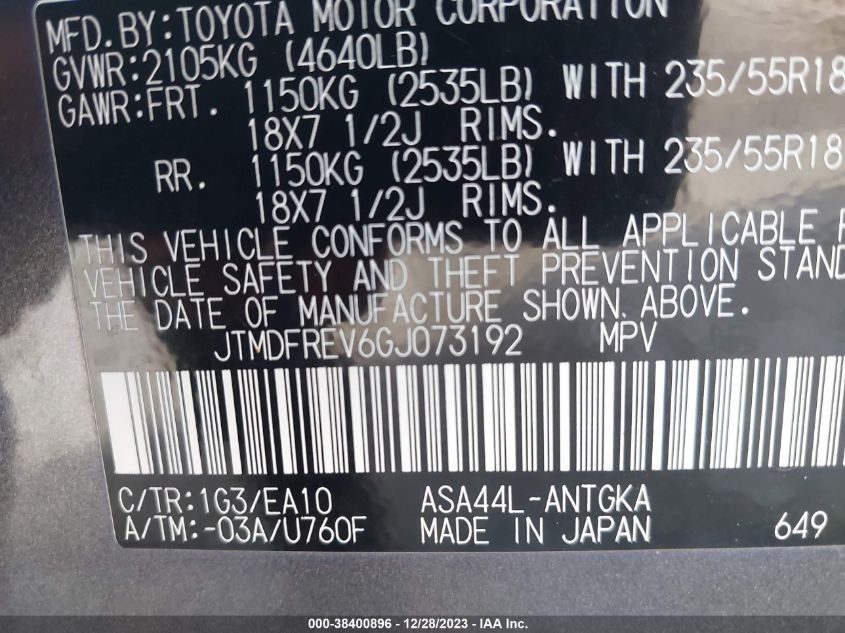 MFD. BY: TOYOTA MOTOR CORPORATION
GVWR: 2105KG (4640LB)
GAWR: FRT. 1150KG (2535LB) WITH 235/55R18
18X7 1/2J RIMS.
RR. 1150KG (2535LB) WITH 235/55R18
18X7 1/2J RIMS.
THIS VEHICLE CONFORMS TO ALL APPLICABLE F
VEHICLE SAFETY AND THEFT PREVENTION STAND
THE DATE OF MANUFACTURE SHOWN ABOVE.
JTMDFREV6GJ073192 MPV
C/TR: 1G3/EA10 ASA44L-ANTGKA
A/TM: -03A/U760F MADE IN JAPAN 649
000-38400896 - 12/28/2023 - IAA